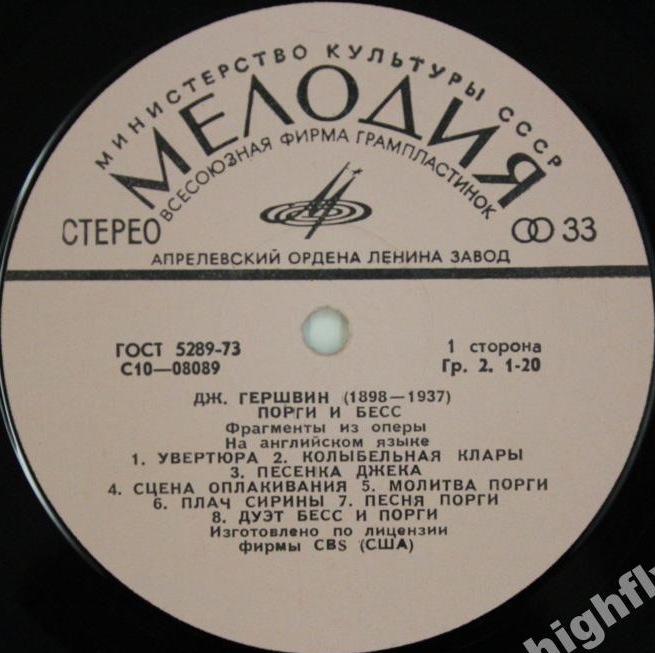 МИНИСТЕРСТВО КУЛЬТУРЫ СССР
МЕЛОДИЯ
ВСЕСОЮЗНАЯ ФИРМА ГРАМПЛАСТИНОК
СТЕРЕО
33
АПРЕЛЕВСКИЙ ОРДЕНА ЛЕНИНА ЗАВОД
ГОСТ 5289-73
1 сторона
С10—08089
Гр. 2. 1-20
ДЖ. ГЕРШВИН (1898—1937)
ПОРГИ И БЕСС
Фрагменты из оперы
На английском языке
1. УВЕРТЮРА 2. КОЛЫБЕЛЬНАЯ КЛАРЫ
3. ПЕСЕНКА ДЖЕКА
4. СЦЕНА ОПЛАКИВАНИЯ 5. МОЛИТВА ПОРГИ
6. ПЛАЧ СИРИНЫ 7. ПЕСНЯ ПОРГИ
8. ДУЭТ БЕСС И ПОРГИ
Изготовлено по лицензии
фирмы CBS (США)
highfly